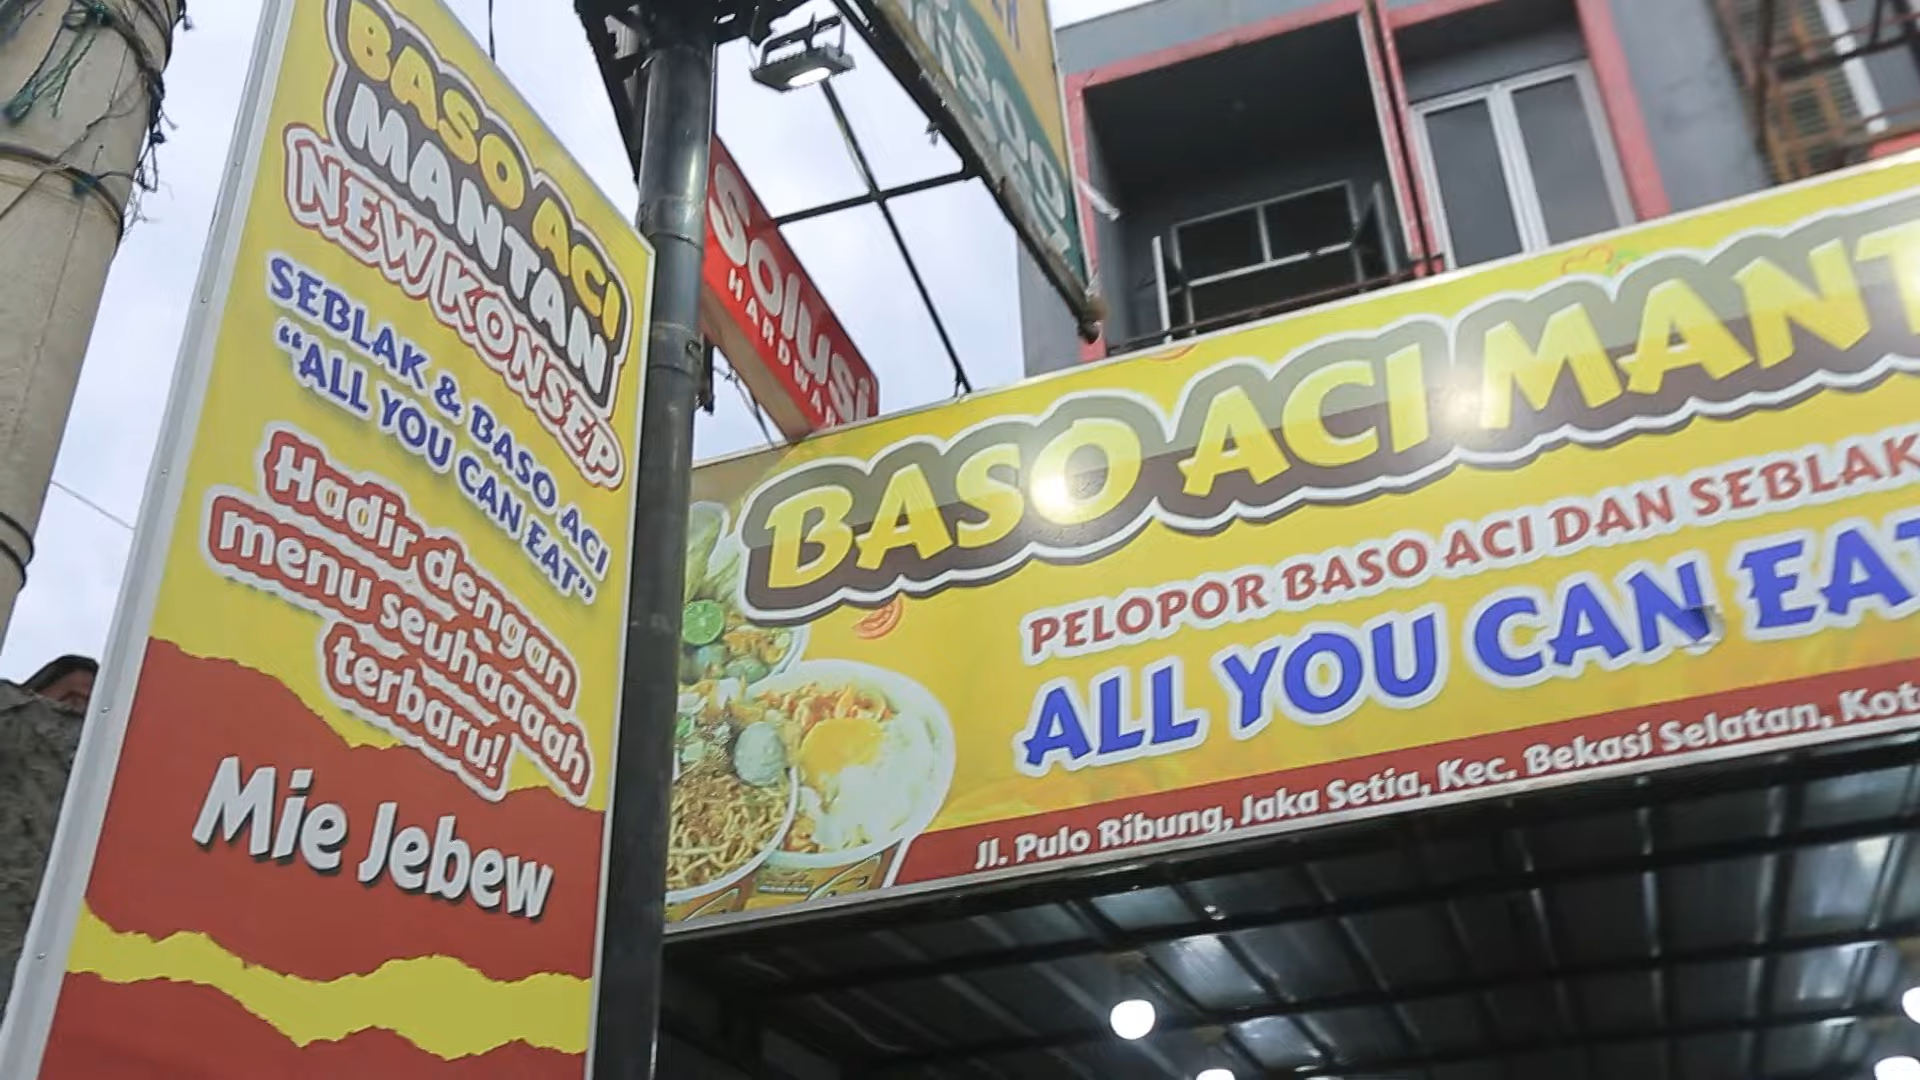 BASO ACI
MANTAN
NEW KONSEP
SEBLAK & BASO ACI
“ALL YOU CAN EAT”
Hadir dengan
menu seuhaaaah
terbaru!
Mie Jebew
Solusi
BASO ACI MANT
PELOPOR BASO ACI DAN SEBLAK
ALL YOU CAN EAT
Jl. Pulo Ribung, Jaka Setia, Kec. Bekasi Selatan, Kot